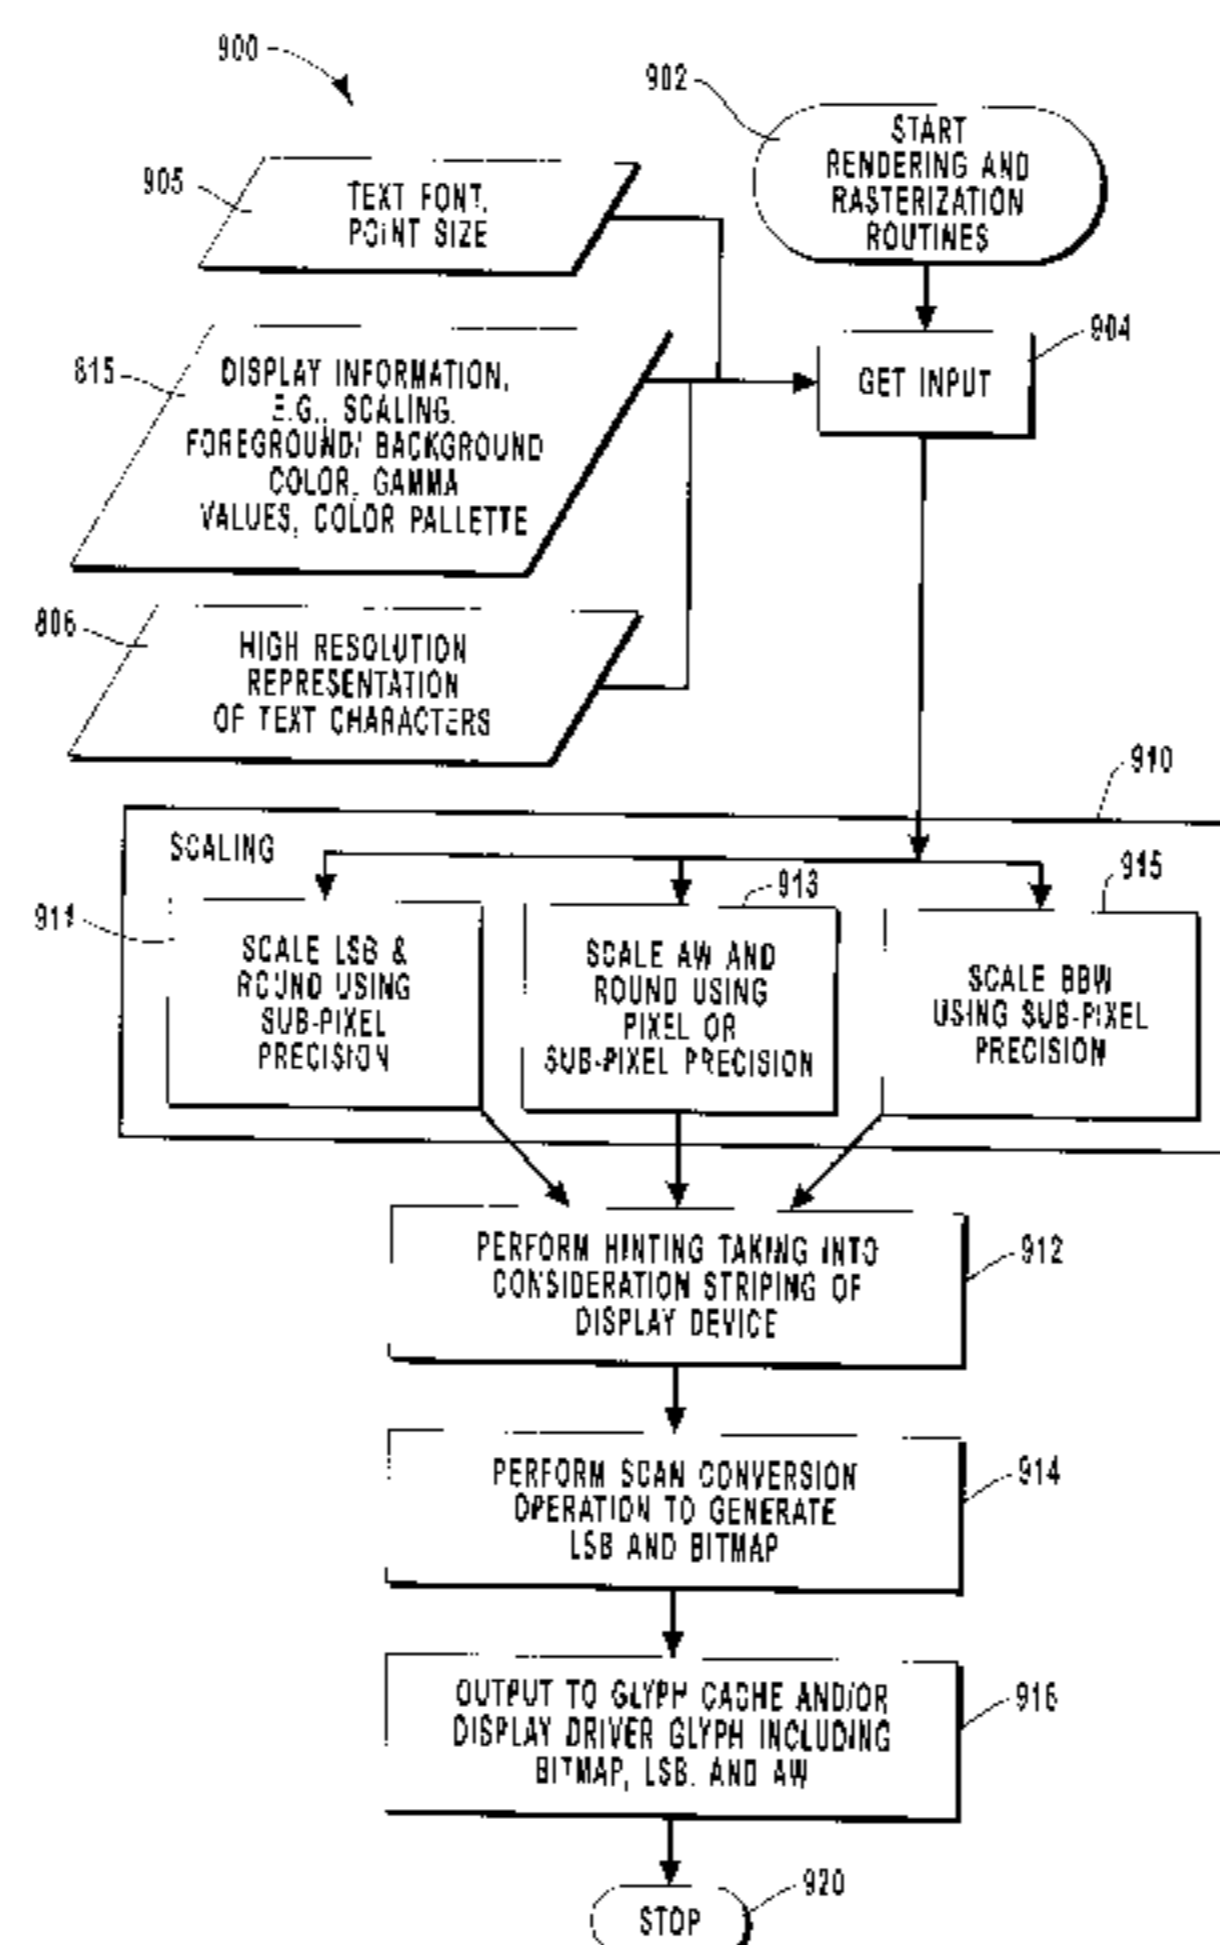 900
902
START
RENDERING AND
RASTERIZATION
ROUTINES
905
TEXT FONT,
POINT SIZE
904
GET INPUT
815
DISPLAY INFORMATION,
E.G., SCALING,
FOREGROUND/ BACKGROUND
COLOR, GAMMA
VALUES, COLOR PALLETTE
806
HIGH RESOLUTION
REPRESENTATION
OF TEXT CHARACTERS
910
SCALING
911
SCALE LSB &
ROUND USING
SUB-PIXEL
PRECISION
913
SCALE AW AND
ROUND USING
PIXEL OR
SUB-PIXEL PRECISION
915
SCALE BBW
USING SUB-PIXEL
PRECISION
PERFORM HINTING TAKING INTO
CONSIDERATION STRIPING OF
DISPLAY DEVICE
912
PERFORM SCAN CONVERSION
OPERATION TO GENERATE
LSB AND BITMAP
914
OUTPUT TO GLYPH CACHE AND/OR
DISPLAY DRIVER GLYPH INCLUDING
BITMAP, LSB, AND AW
916
920
STOP